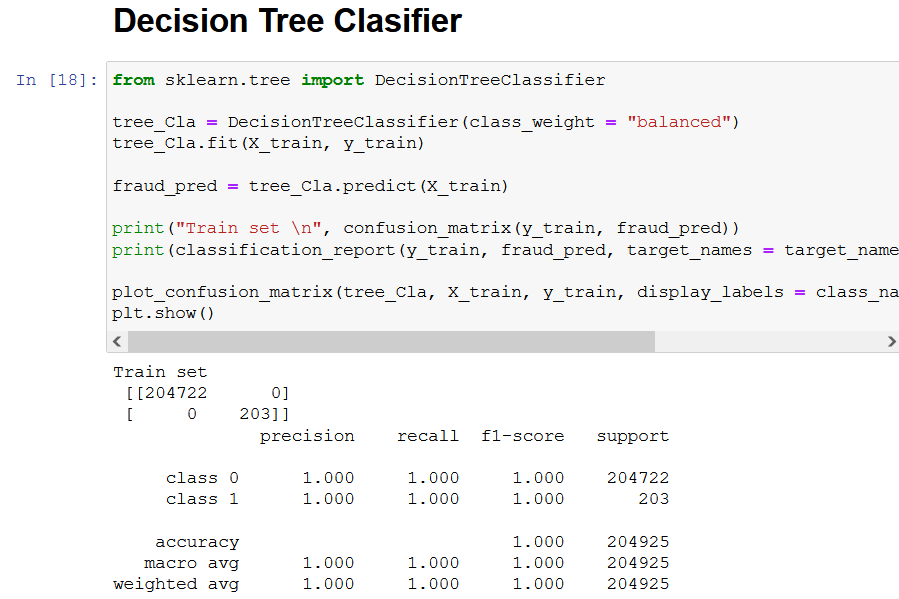 Decision Tree Clasifier
In [18]: from sklearn.tree import DecisionTreeClassifier
tree_Cla = DecisionTreeClassifier(class_weight = "balanced")
tree_Cla.fit(X_train, y_train)
fraud_pred = tree_Cla.predict(X_train)
print("Train set \n", confusion_matrix(y_train, fraud_pred))
print(classification_report(y_train, fraud_pred, target_names = target_name
plot_confusion_matrix(tree_Cla, X_train, y_train, display_labels = class_na
plt.show()
Train set
[[204722 0]
[ 0 203]]
precision recall f1-score support
class 0 1.000 1.000 1.000 204722
class 1 1.000 1.000 1.000 203
accuracy 1.000 204925
macro avg 1.000 1.000 1.000 204925
weighted avg 1.000 1.000 1.000 204925